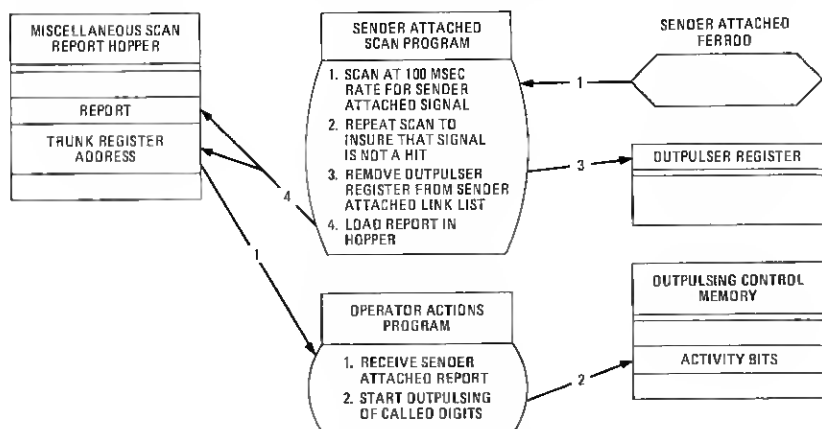 MISCELLANEOUS SCAN
REPORT HOPPER
REPORT
TRUNK REGISTER
ADDRESS
SENDER ATTACHED
SCAN PROGRAM
1. SCAN AT 100 MSEC
RATE FOR SENDER
ATTACHED SIGNAL
2. REPEAT SCAN TO
INSURE THAT SIGNAL
IS NOT A HIT
3. REMOVE OUTPULSER
REGISTER FROM SENDER
ATTACHED LINK LIST
4. LOAD REPORT IN
HOPPER
SENDER ATTACHED
FERROD
1
3
4
1
OUTPULSER REGISTER
OPERATOR ACTIONS
PROGRAM
1. RECEIVE SENDER
ATTACHED REPORT
2. START OUTPULSING
OF CALLED DIGITS
2
OUTPULSING CONTROL
MEMORY
ACTIVITY BITS